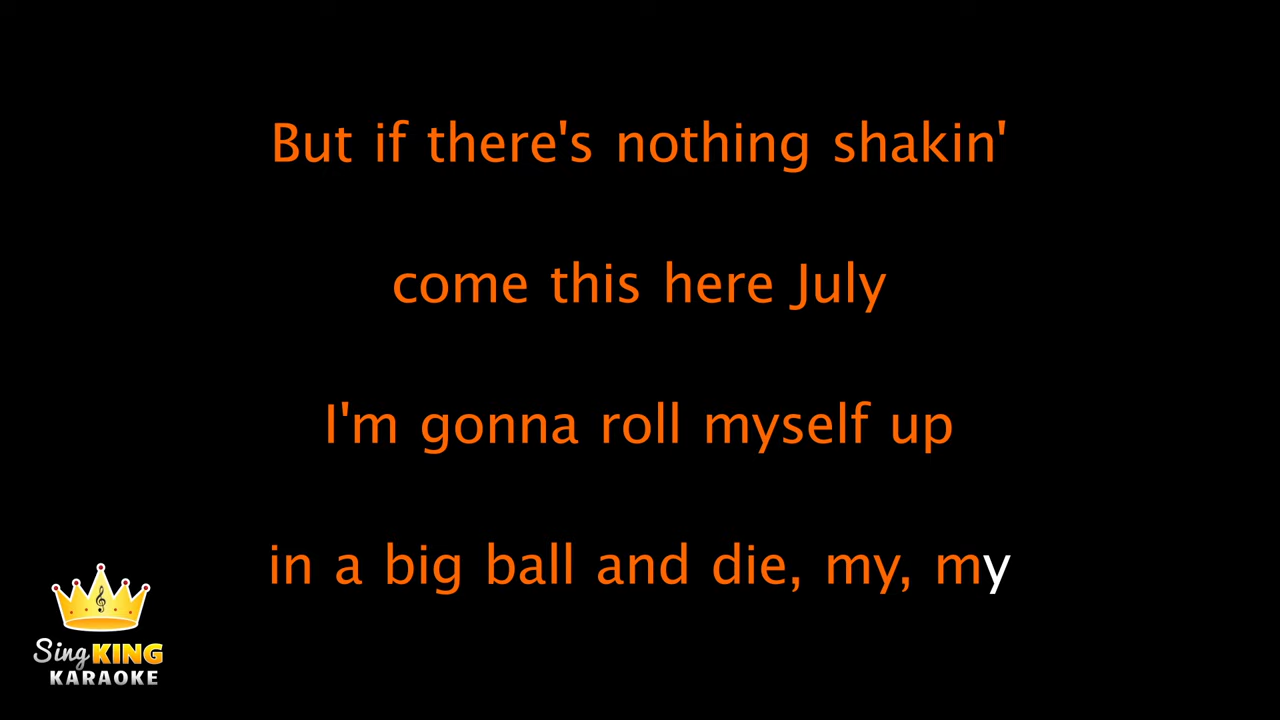 But if there's nothing shakin'
come this here July
I'm gonna roll myself up
in a big ball and die, my, my
Sing KING
KARAOKE